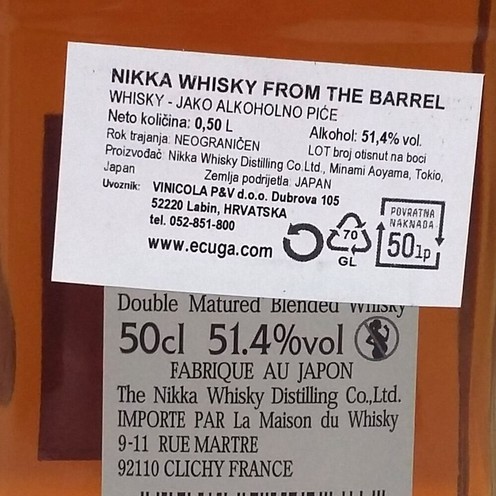 NIKKA WHISKY FROM THE BARREL
WHISKY - JAKO ALKOHOLNO PIĆE
Neto količina: 0,50 L Alkohol: 51,4% vol.
Rok trajanja: NEOGRANIČEN LOT broj otisnut na boci
Proizvođač: Nikka Whisky Distilling Co.Ltd., Minami Aoyama, Tokio,
Japan Zemlja podrijetla: JAPAN
Uvoznik: VINICOLA P&V d.o.o. Dubrova 105
52220 Labin, HRVATSKA
tel. 052-851-800
www.ecuga.com
70
GL
POVRATNA
NAKNADA
50lp
Double Matured Blended Whisky
50cl 51.4%vol
FABRIQUE AU JAPON
The Nikka Whisky Distilling Co.,Ltd.
IMPORTE PAR La Maison du Whisky
9-11 RUE MARTRE
92110 CLICHY FRANCE